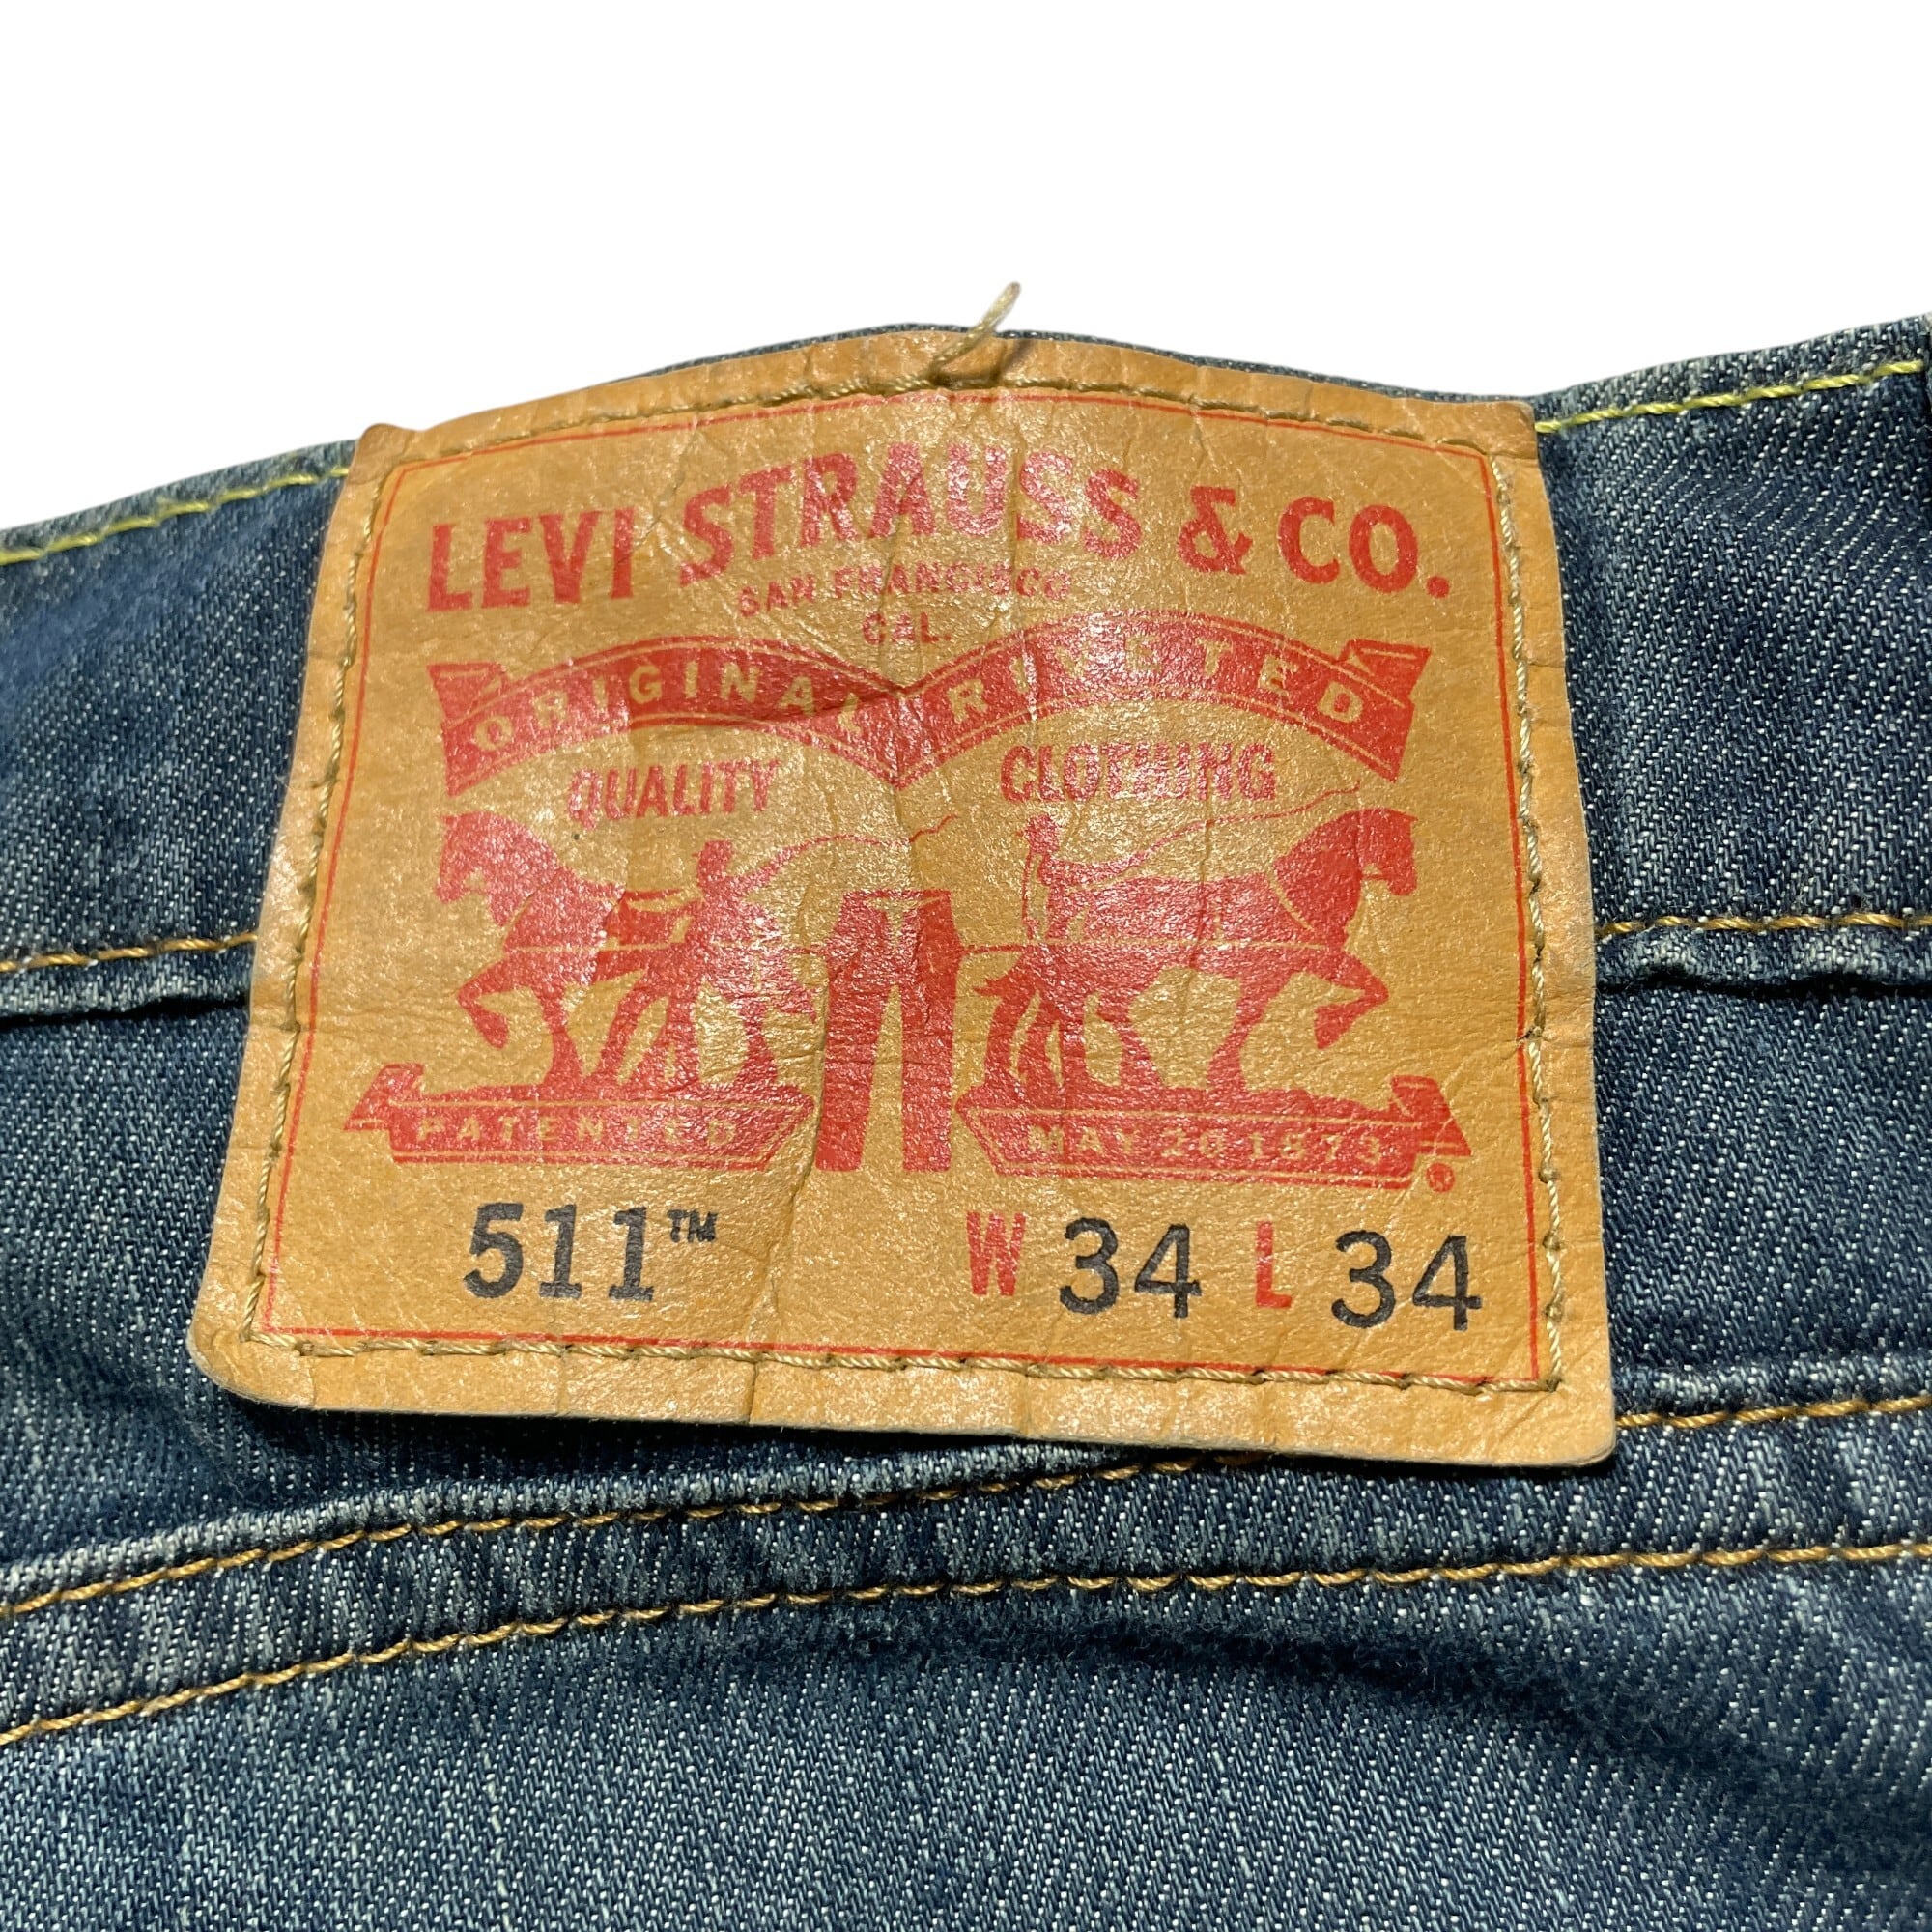 LEVI STRAUSS & CO.
SAN FRANCISCO
CAL.
ORIGINAL RIVETED
QUALITY CLOTHING
PATENTED MAY 20 1873 ®
511™ W 34 L 34